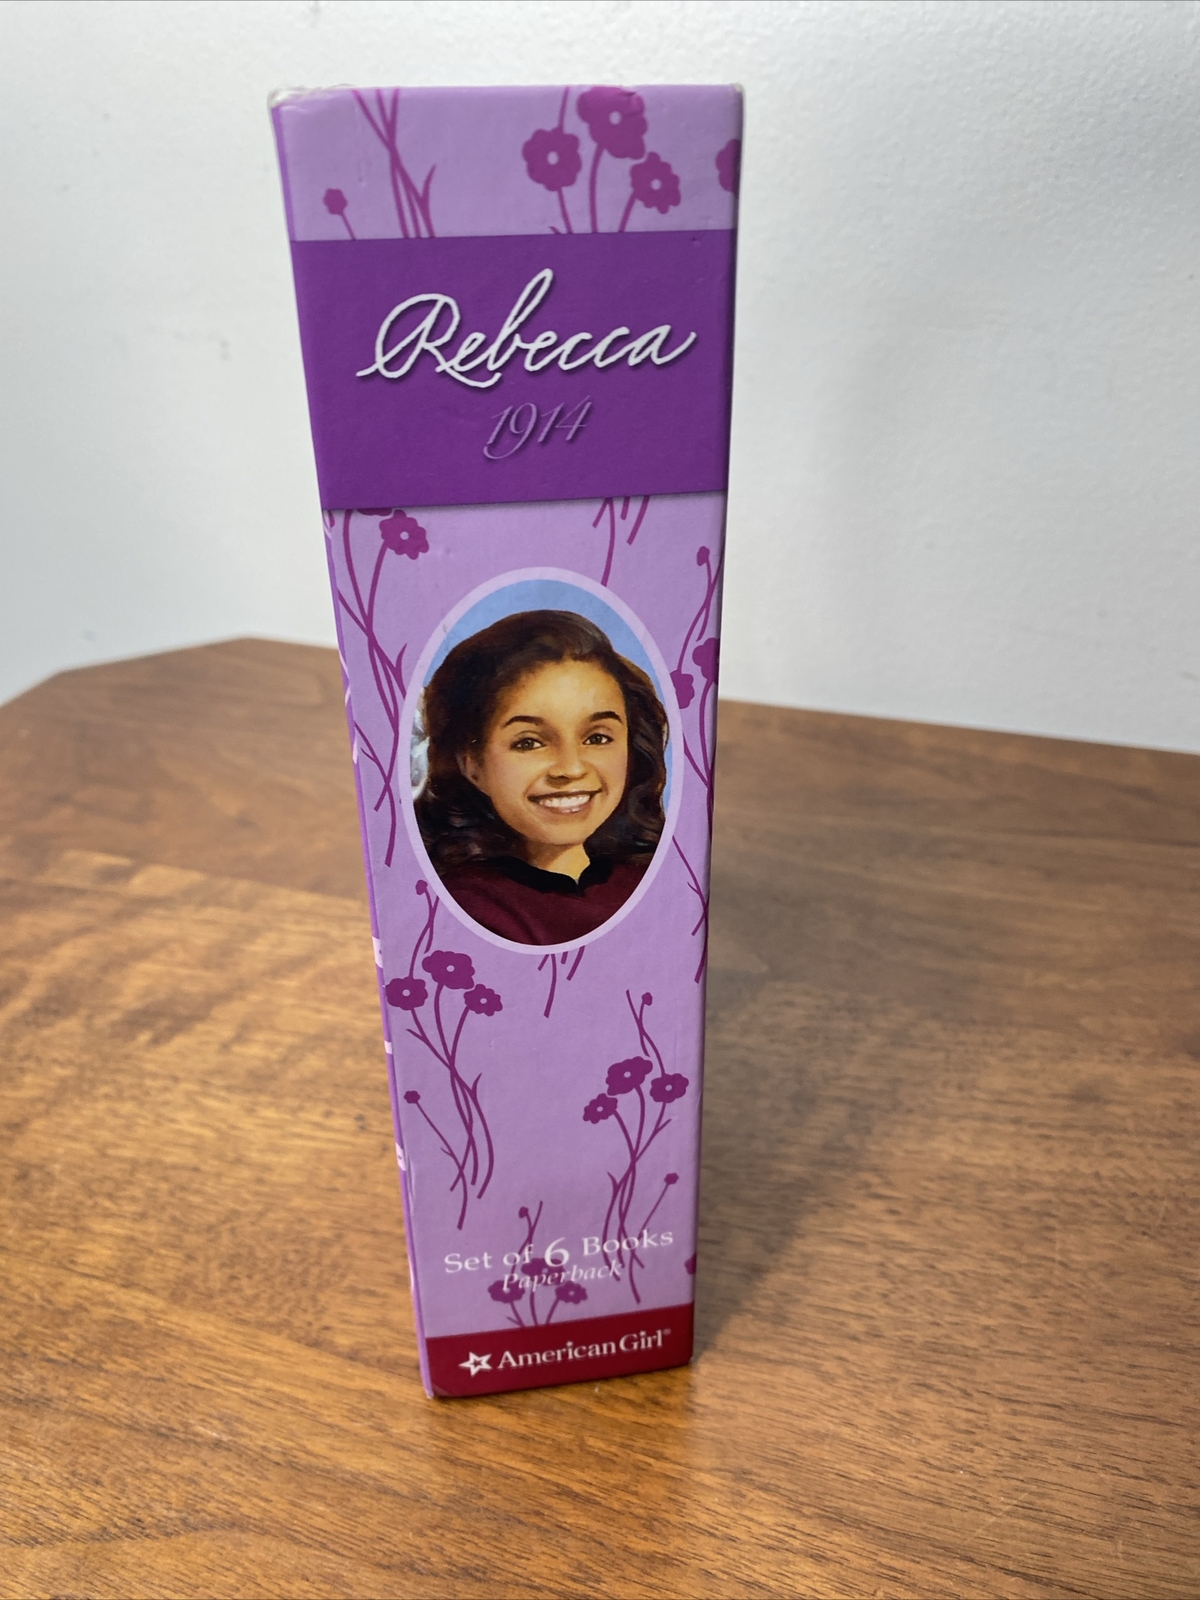 Rebecca
1914
Set of 6 Books
Paperback
American Girl®